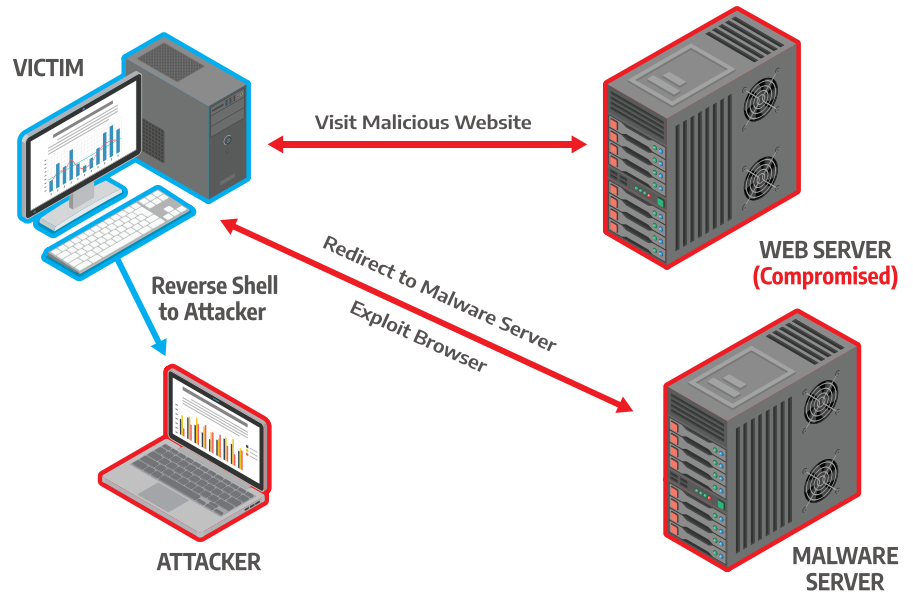 VICTIM
Visit Malicious Website
WEB SERVER
(Compromised)
Redirect to Malware Server
Exploit Browser
Reverse Shell
to Attacker
ATTACKER
MALWARE
SERVER